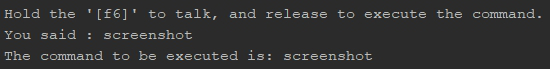 Hold the '[f6]' to talk, and release to execute the command.
You said : screenshot
The command to be executed is: screenshot